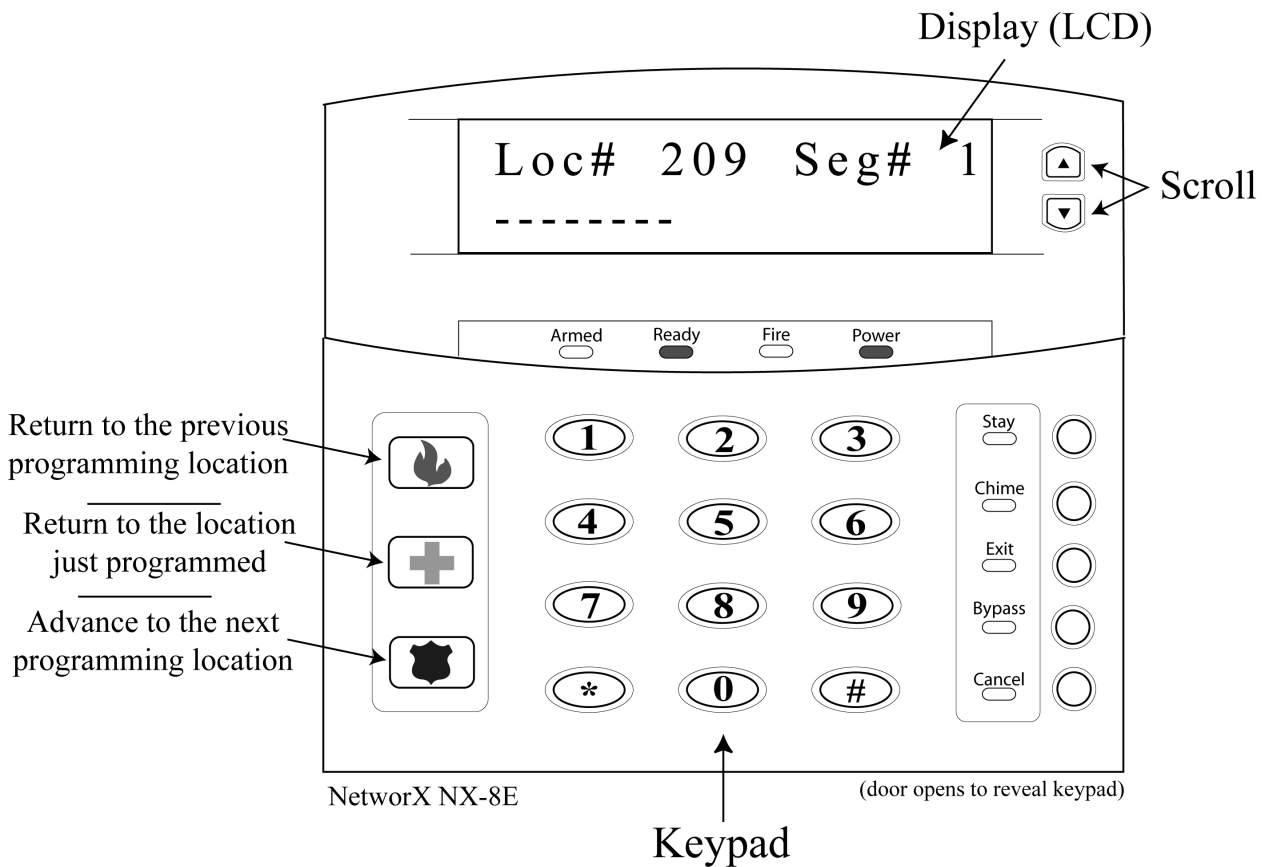 Display (LCD)
Loc# 209 Seg# 1
--------
Scroll
Armed Ready Fire Power
Return to the previous
programming location
Return to the location
just programmed
Advance to the next
programming location
1 2 3
4 5 6
7 8 9
* 0 #
Stay
Chime
Exit
Bypass
Cancel
NetworX NX-8E
(door opens to reveal keypad)
Keypad